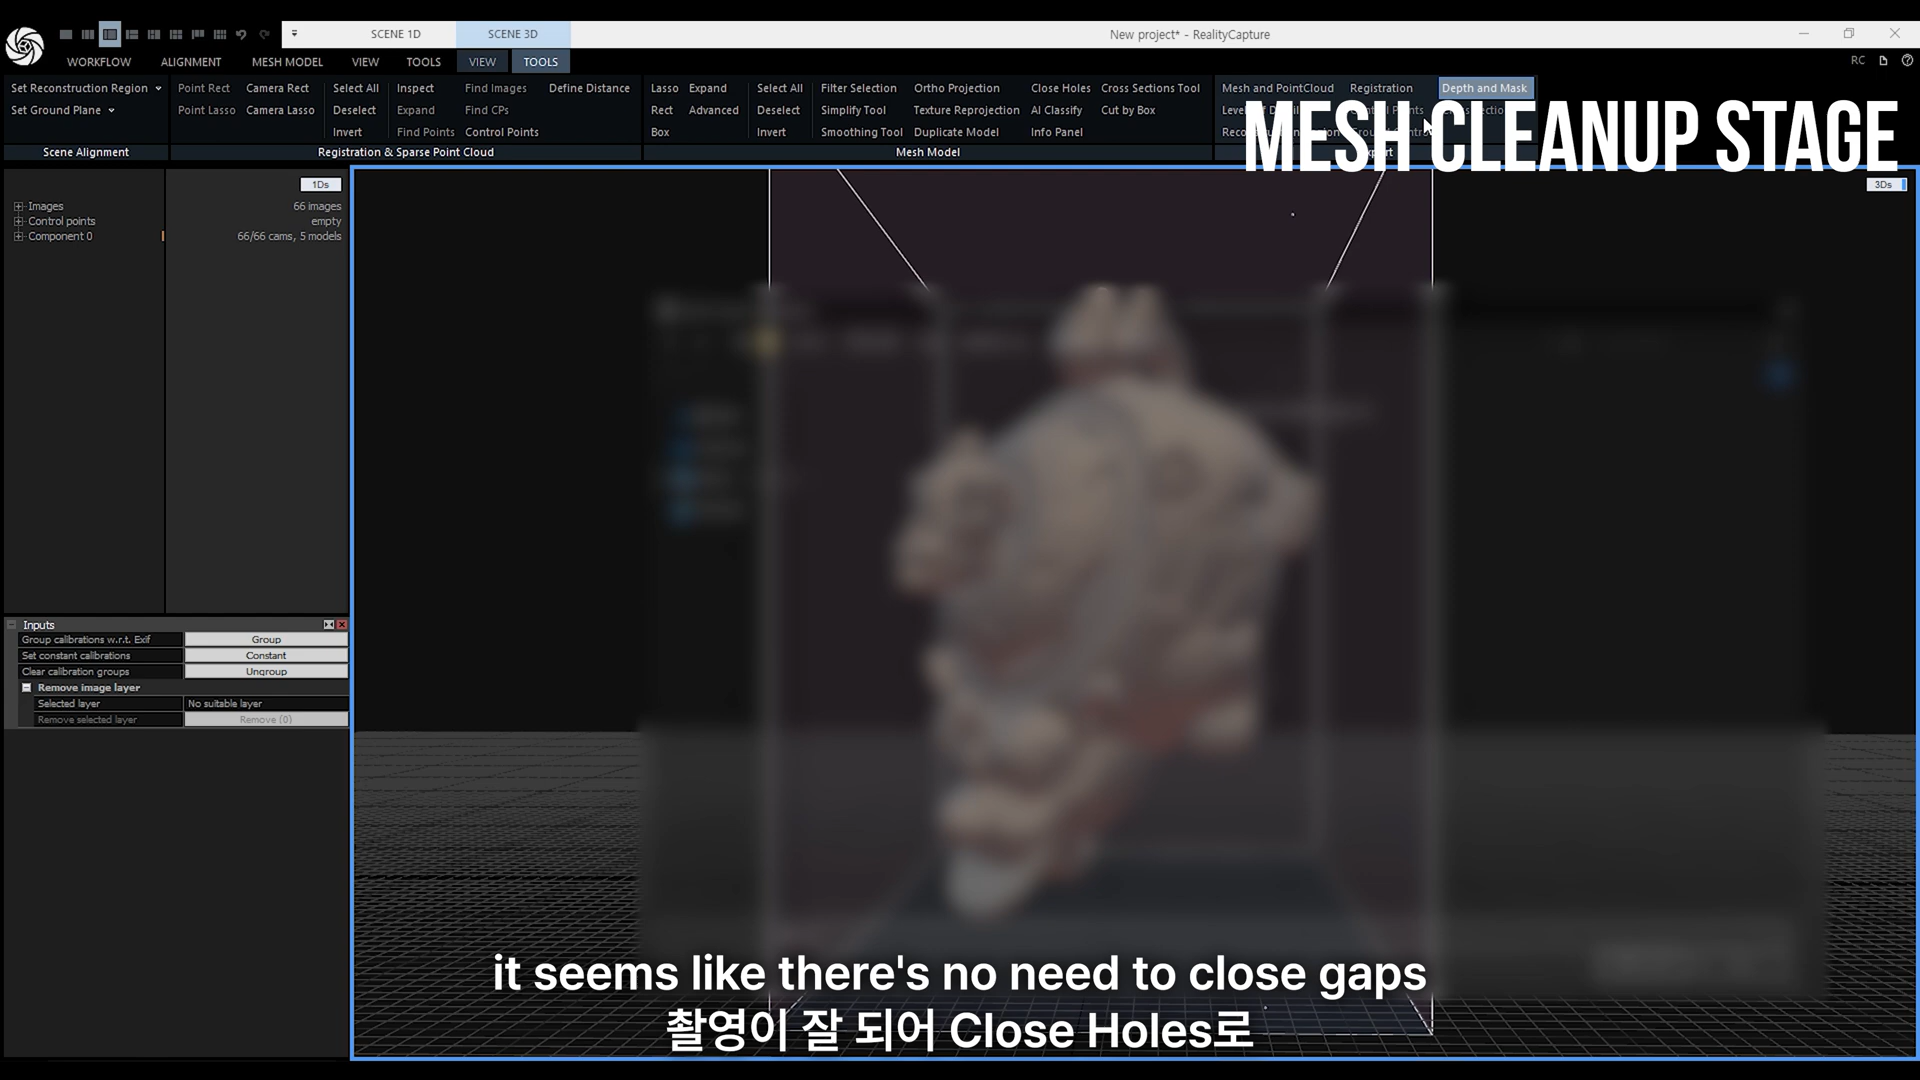 SCENE 1D
SCENE 3D
New project* - RealityCapture
WORKFLOW
ALIGNMENT
MESH MODEL
VIEW
TOOLS
VIEW
TOOLS
RC
Set Reconstruction Region
Set Ground Plane
Scene Alignment
Point Rect
Camera Rect
Select All
Inspect
Find Images
Define Distance
Point Lasso
Camera Lasso
Deselect
Expand
Find CPs
Invert
Find Points
Control Points
Registration & Sparse Point Cloud
Lasso
Expand
Select All
Filter Selection
Ortho Projection
Close Holes
Cross Sections Tool
Rect
Advanced
Deselect
Simplify Tool
Texture Reprojection
AI Classify
Cut by Box
Box
Invert
Smoothing Tool
Duplicate Model
Info Panel
Mesh Model
Mesh and PointCloud
Registration
Depth and Mask
MESH CLEANUP STAGE
1Ds
3Ds
Images
66 images
Control points
empty
Component 0
66/66 cams, 5 models
Inputs
Group calibrations w.r.t. Exif
Group
Set constant calibrations
Constant
Clear calibration groups
Ungroup
Remove image layer
Selected layer
No suitable layer
Remove selected layer
Remove (0)
it seems like there's no need to close gaps
촬영이 잘 되어 Close Holes로